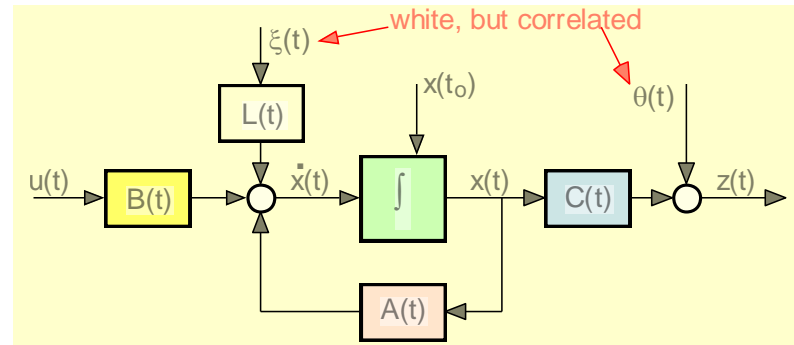 white, but correlated
ξ(t)
L(t)
x(t₀)
θ(t)
u(t)
B(t)
ẋ(t)
∫
x(t)
C(t)
z(t)
A(t)